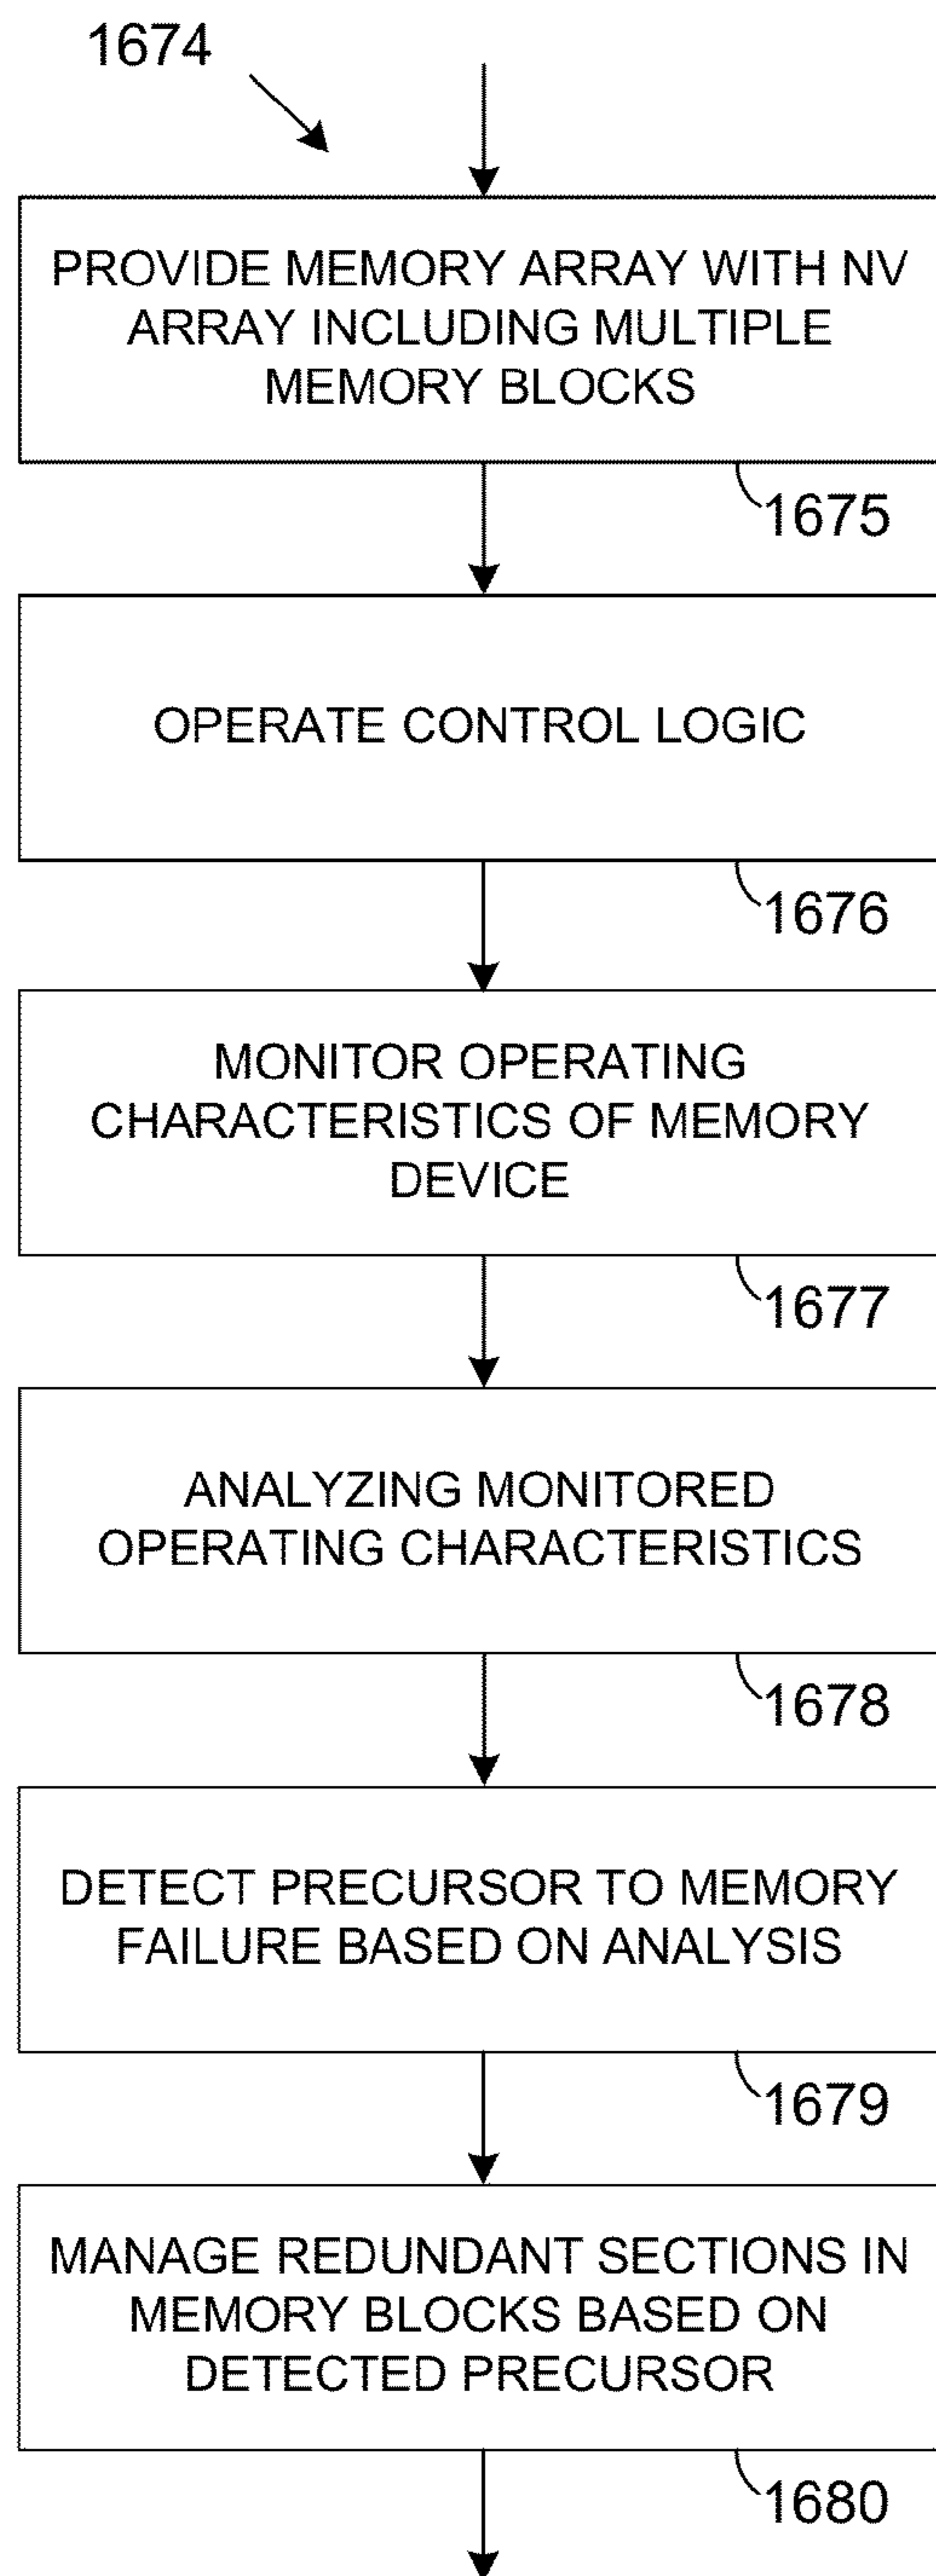 1674
PROVIDE MEMORY ARRAY WITH NV
ARRAY INCLUDING MULTIPLE
MEMORY BLOCKS
1675
OPERATE CONTROL LOGIC
1676
MONITOR OPERATING
CHARACTERISTICS OF MEMORY
DEVICE
1677
ANALYZING MONITORED
OPERATING CHARACTERISTICS
1678
DETECT PRECURSOR TO MEMORY
FAILURE BASED ON ANALYSIS
1679
MANAGE REDUNDANT SECTIONS IN
MEMORY BLOCKS BASED ON
DETECTED PRECURSOR
1680